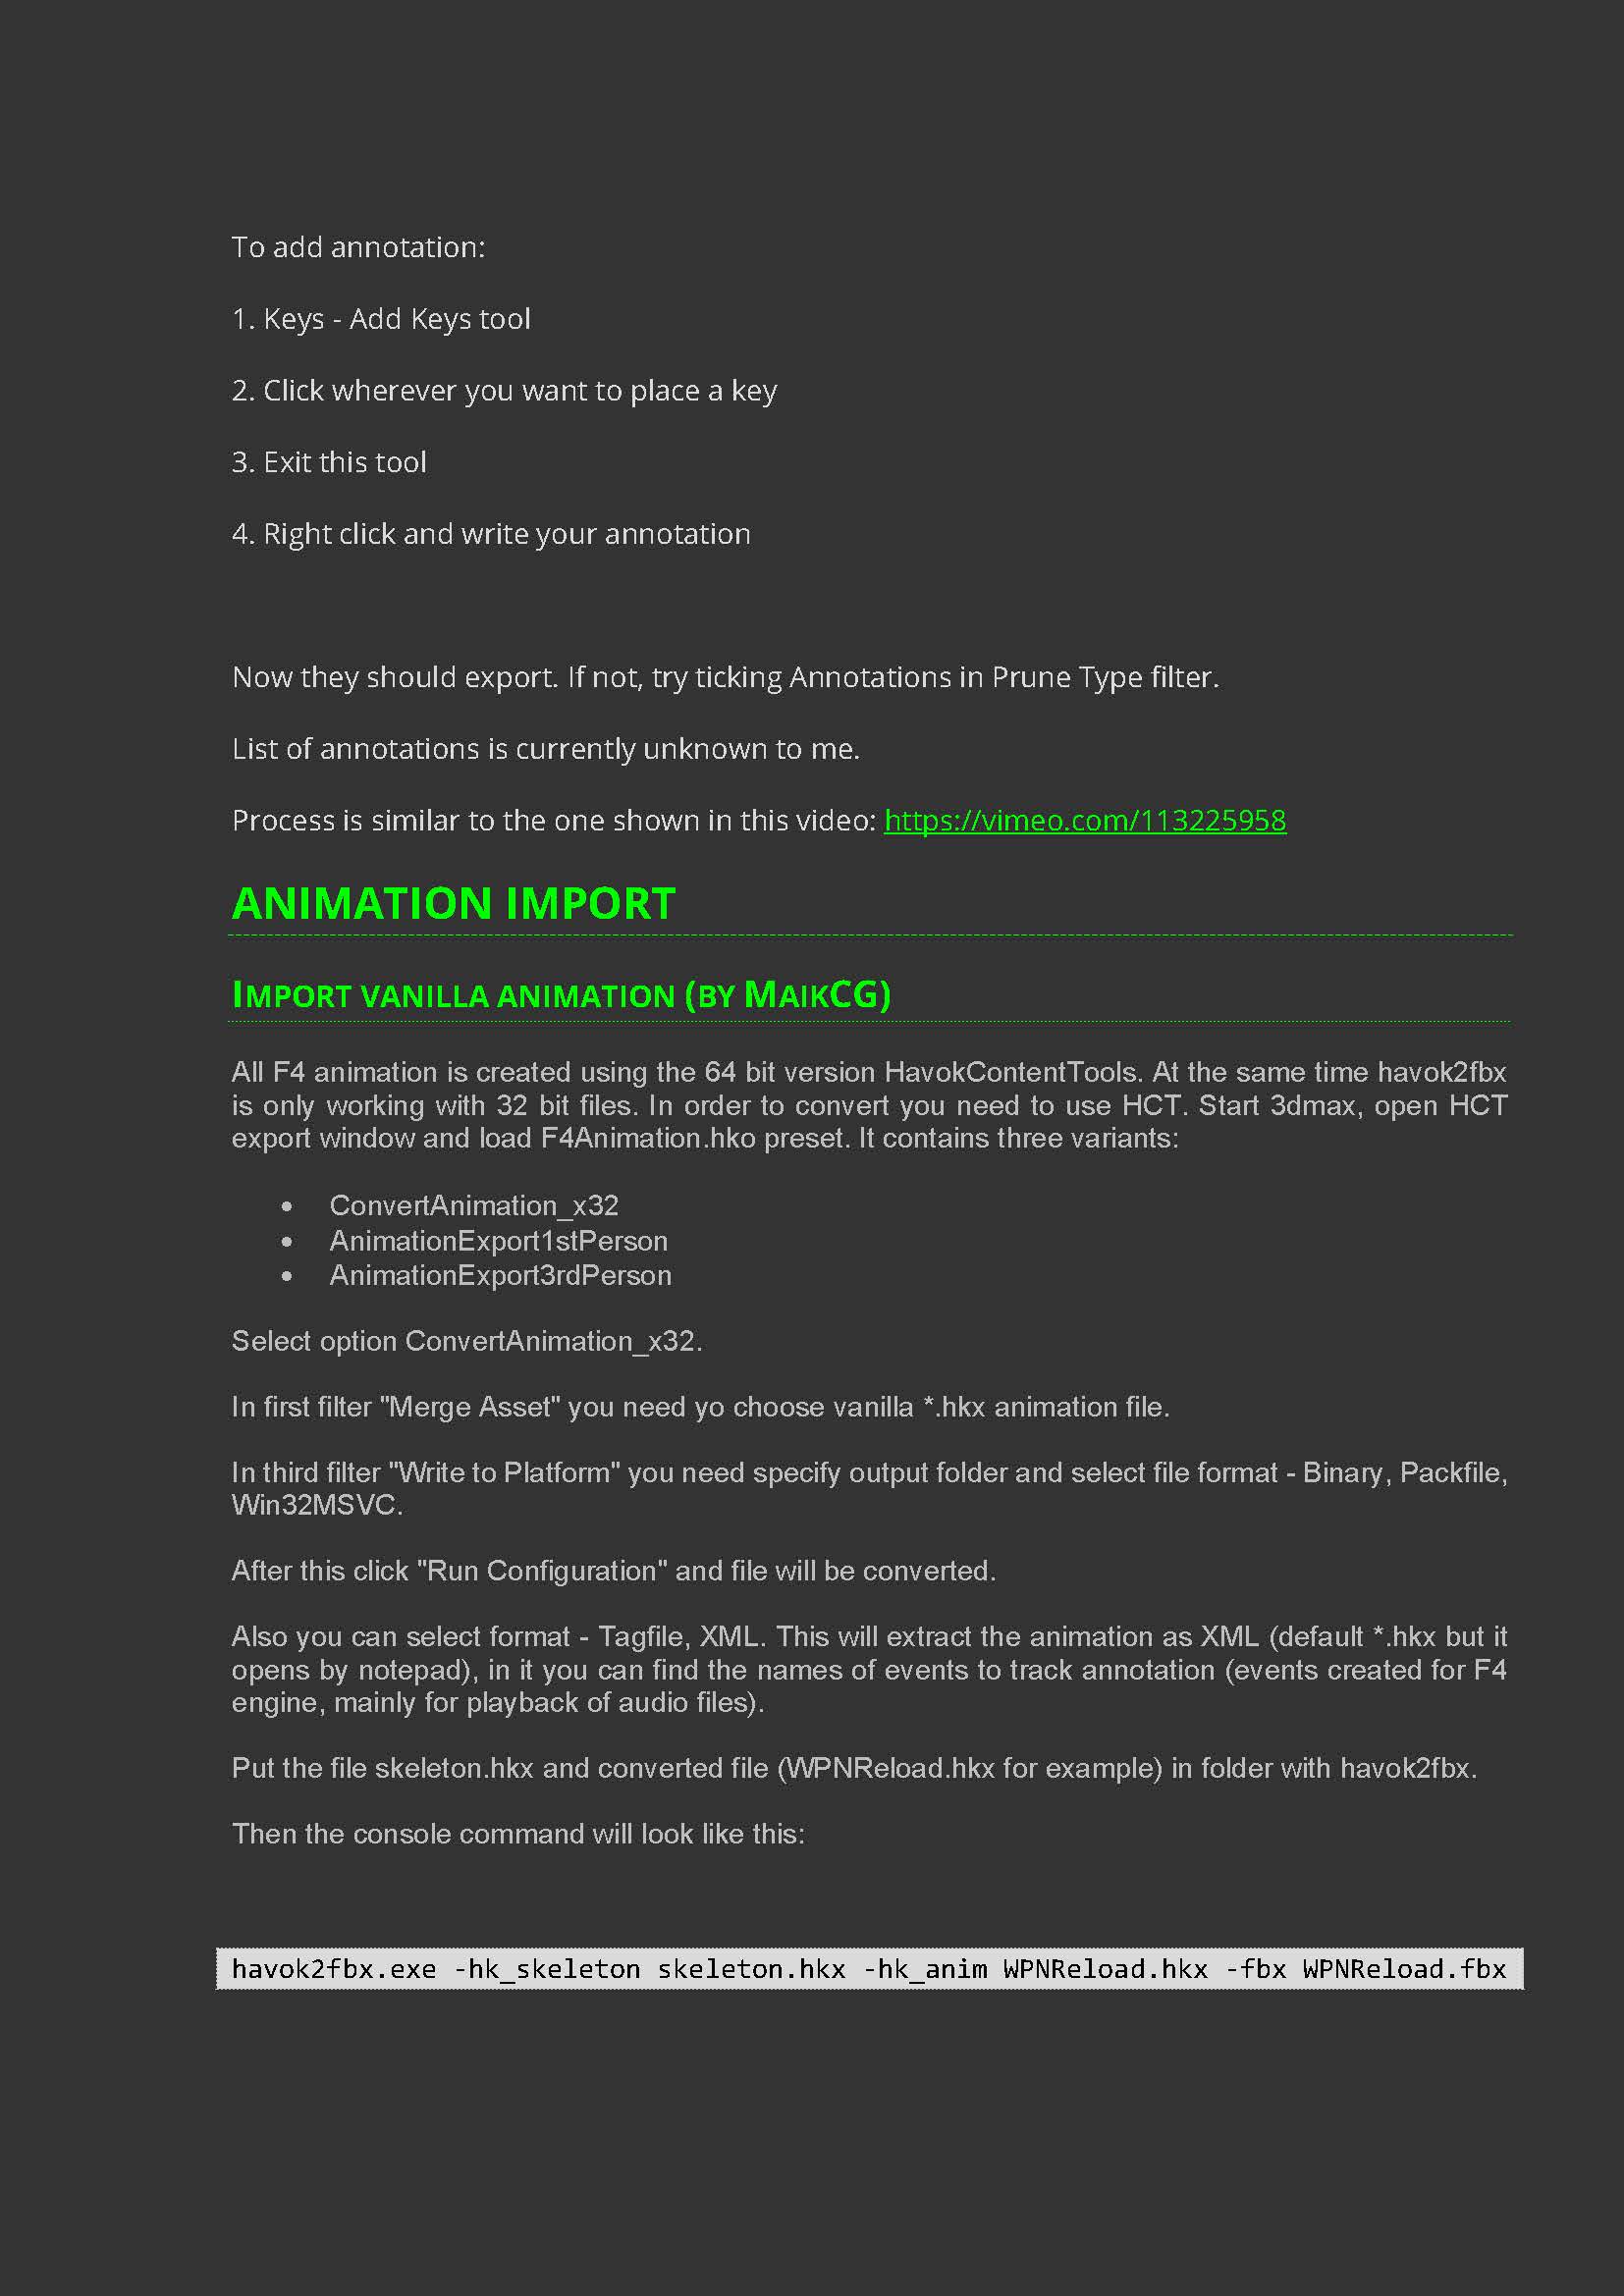 To add annotation:
1. Keys - Add Keys tool
2. Click wherever you want to place a key
3. Exit this tool
4. Right click and write your annotation
Now they should export. If not, try ticking Annotations in Prune Type filter.
List of annotations is currently unknown to me.
Process is similar to the one shown in this video: https://vimeo.com/113225958
ANIMATION IMPORT
IMPORT VANILLA ANIMATION (BY MAIKCG)
All F4 animation is created using the 64 bit version HavokContentTools. At the same time havok2fbx
is only working with 32 bit files. In order to convert you need to use HCT. Start 3dmax, open HCT
export window and load F4Animation.hko preset. It contains three variants:
• ConvertAnimation_x32
• AnimationExport1stPerson
• AnimationExport3rdPerson
Select option ConvertAnimation_x32.
In first filter "Merge Asset" you need yo choose vanilla *.hkx animation file.
In third filter "Write to Platform" you need specify output folder and select file format - Binary, Packfile,
Win32MSVC.
After this click "Run Configuration" and file will be converted.
Also you can select format - Tagfile, XML. This will extract the animation as XML (default *.hkx but it
opens by notepad), in it you can find the names of events to track annotation (events created for F4
engine, mainly for playback of audio files).
Put the file skeleton.hkx and converted file (WPNReload.hkx for example) in folder with havok2fbx.
Then the console command will look like this:
havok2fbx.exe -hk_skeleton skeleton.hkx -hk_anim WPNReload.hkx -fbx WPNReload.fbx